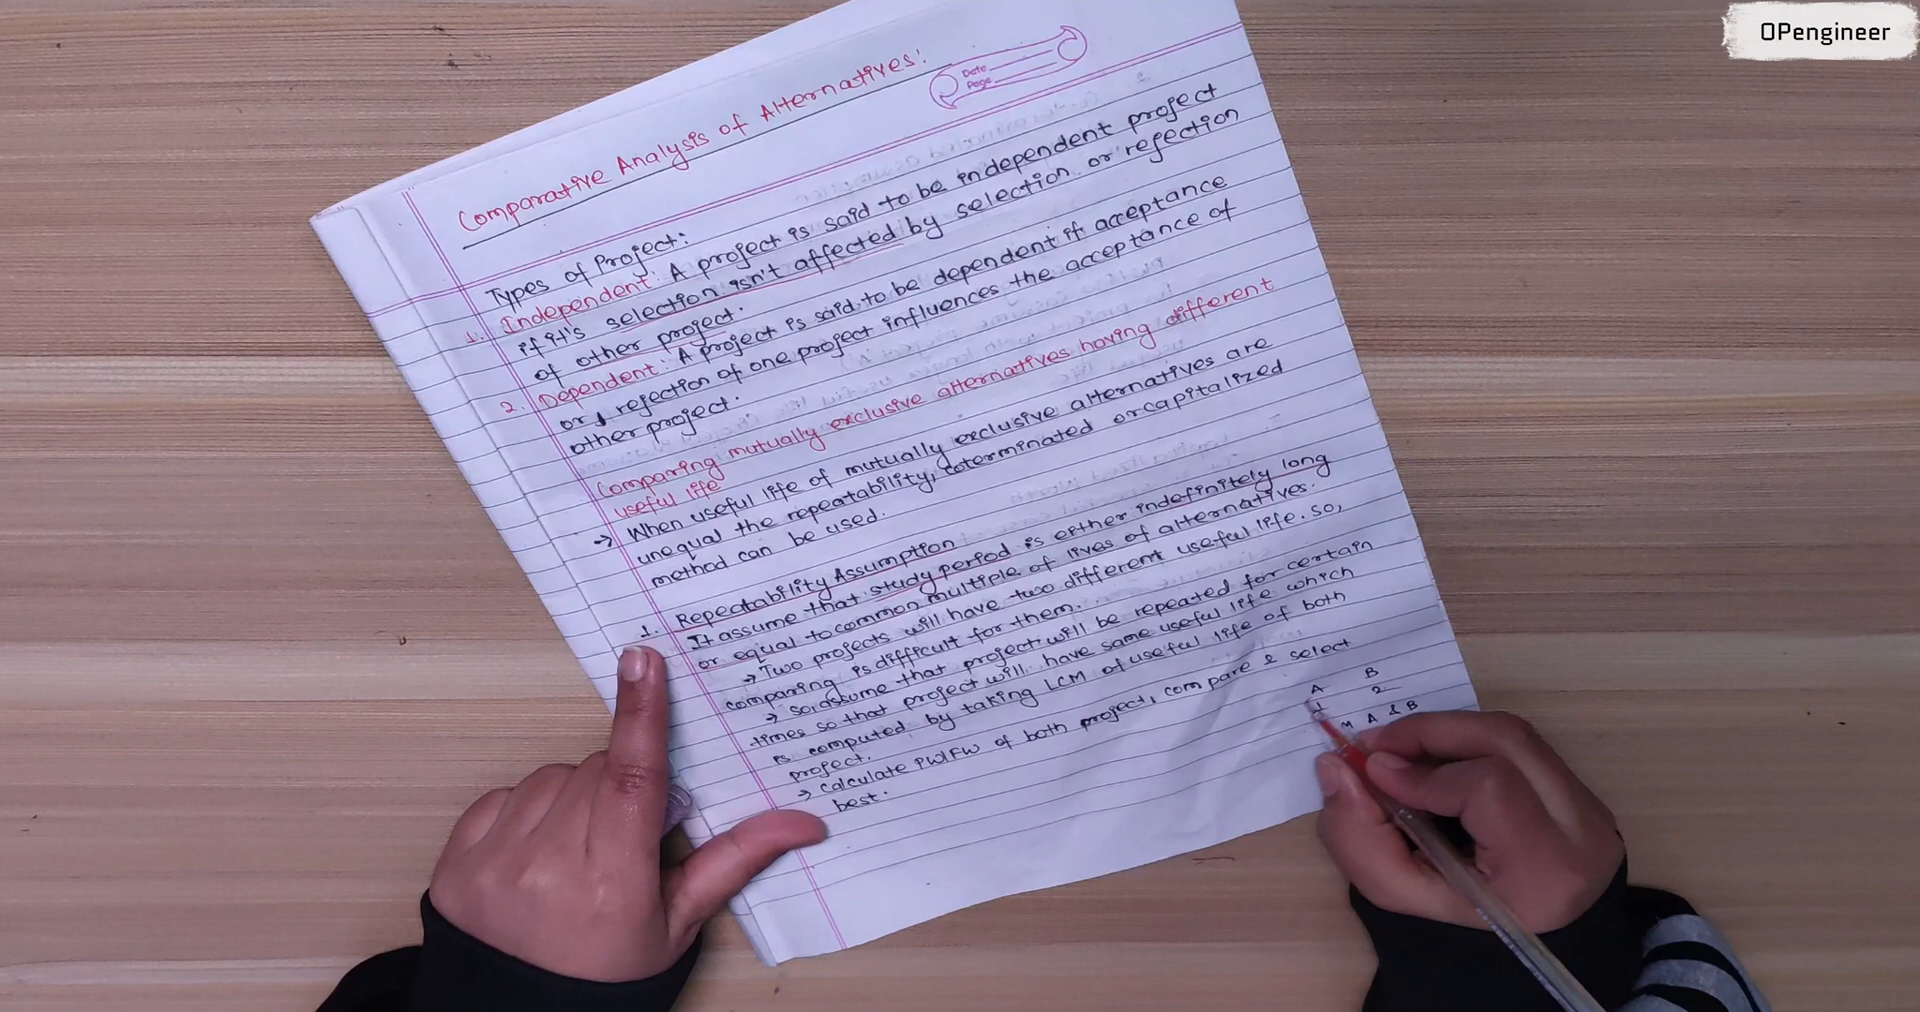 OPengineer
Date
Page
Comparative Analysis of Alternatives:
Types of Project:
1. Independent: A project is said to be independent project
if it's selection isn't affected by selection or rejection
of other project.
2. Dependent: A project is said to be dependent if acceptance
or rejection of one project influences the acceptance of
other project.
Comparing mutually exclusive alternatives having different
useful life
→ When useful life of mutually exclusive alternatives are
unequal the repeatability, coterminated or capitalized
method can be used.
1. Repeatability Assumption
It assume that study period is either indefinitely long
or equal to common multiple of lives of alternatives.
→ Two projects will have two different useful life. so,
comparing is difficult for them.
→ so, assume that project will be repeated for certain
times so that project will have same useful life which
is computed by taking LCM of useful life of both
project.
→ calculate PW/FW of both project, compare & select
best.
A B
1 2
M A & B